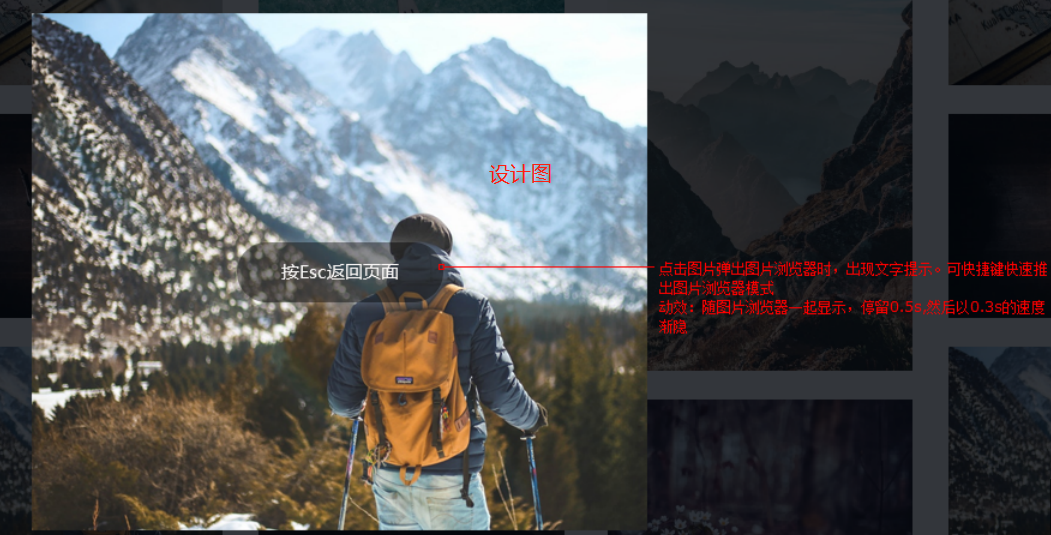 设计图
按Esc返回页面
点击图片弹出图片浏览器时，出现文字提示。可快捷键快速推
出图片浏览器模式
动效：随图片浏览器一起显示，停留0.5s,然后以0.3s的速度
渐隐